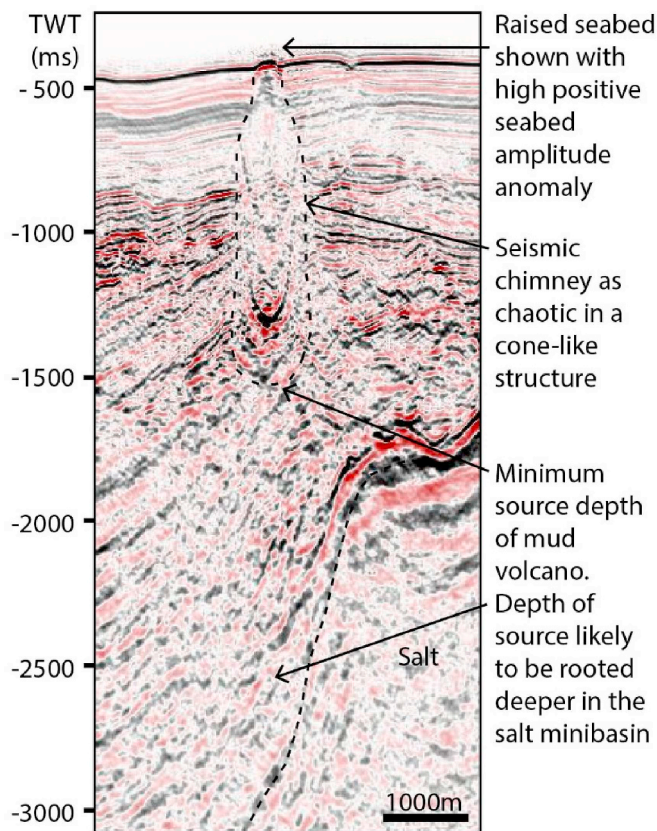 TWT
(ms)
- 500
-1000
-1500
-2000
-2500
-3000
Raised seabed
shown with
high positive
seabed
amplitude
anomaly
Seismic
chimney as
chaotic in a
cone-like
structure
Minimum
source depth
of mud
volcano.
Depth of
source likely
to be rooted
deeper in the
salt minibasin
Salt
1000m